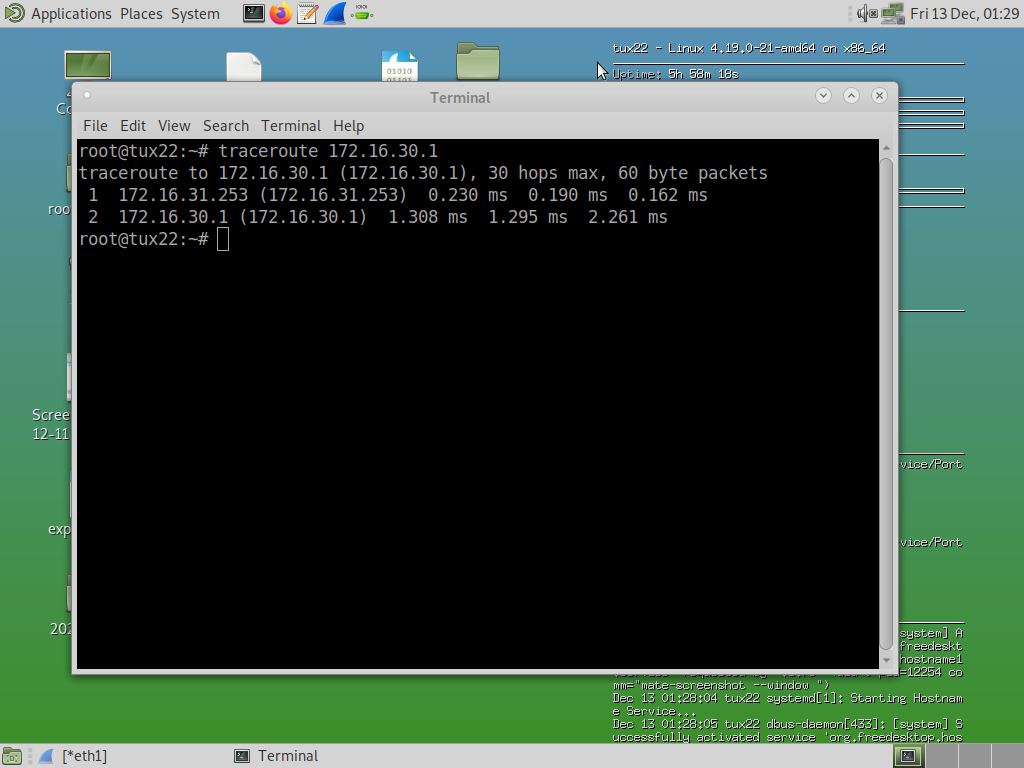 Applications Places System
Fri 13 Dec, 01:29
tux22 - Linux 4.19.0-21-amd64 on x86_64
Uptime: 5h 58m 18s
Terminal
File Edit View Search Terminal Help
root@tux22:~# traceroute 172.16.30.1
traceroute to 172.16.30.1 (172.16.30.1), 30 hops max, 60 byte packets
1 172.16.31.253 (172.16.31.253) 0.230 ms 0.190 ms 0.162 ms
2 172.16.30.1 (172.16.30.1) 1.308 ms 1.295 ms 2.261 ms
root@tux22:~#
Co
roo
Scree
12-11
exp
202
vice/Port
vice/Port
system] A
freedeskt
hostname1
12254 co
mm="mate-screenshot --window ")
Dec 13 01:28:04 tux22 systemd[1]: Starting Hostnam
e Service...
Dec 13 01:28:05 tux22 dbus-daemon[433]: [system] S
uccessfully activated service 'org.freedesktop.hos
[*eth1]
Terminal